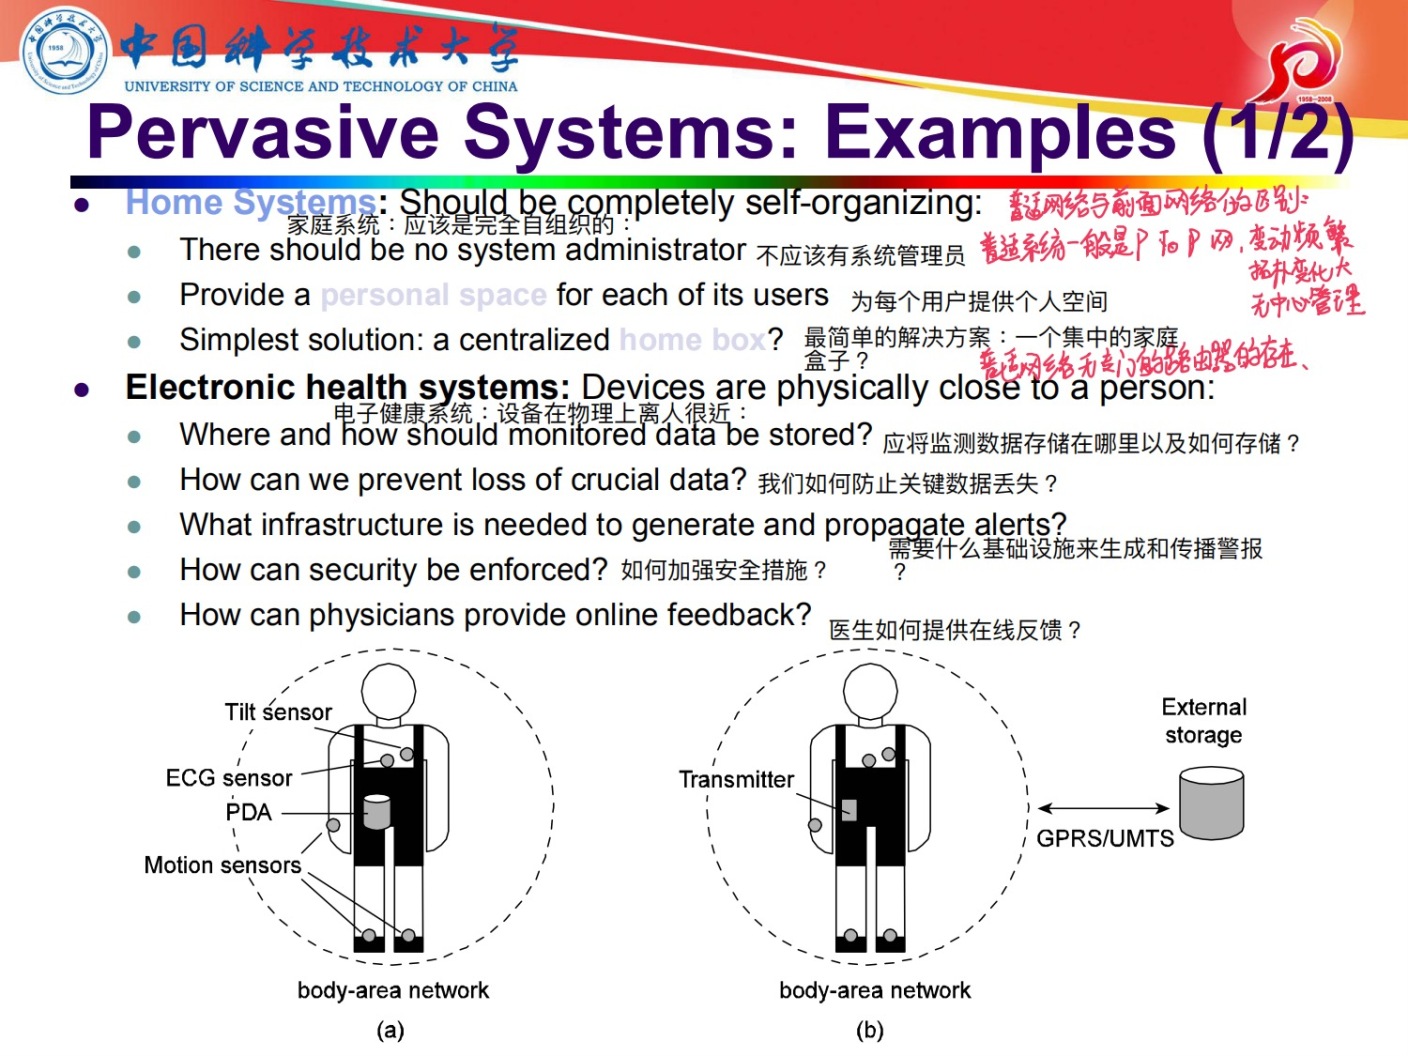 中国科学技术大学
UNIVERSITY OF SCIENCE AND TECHNOLOGY OF CHINA
1958
1958—2008
Pervasive Systems: Examples (1/2)
Home Systems: Should be completely self-organizing:
家庭系统：应该是完全自组织的：
普适网络与前面网络们的区别:
There should be no system administrator 不应该有系统管理员
普适系统一般是P To P 网,变动频繁
拓扑变化大
无中心管理
Provide a personal space for each of its users 为每个用户提供个人空间
Simplest solution: a centralized home box? 最简单的解决方案：一个集中的家庭
盒子？
普适网络无专门的路由器的存在、
Electronic health systems: Devices are physically close to a person:
电子健康系统：设备在物理上离人很近：
Where and how should monitored data be stored? 应将监测数据存储在哪里以及如何存储？
How can we prevent loss of crucial data? 我们如何防止关键数据丢失？
What infrastructure is needed to generate and propagate alerts?
需要什么基础设施来生成和传播警报
？
How can security be enforced? 如何加强安全措施？
How can physicians provide online feedback?
医生如何提供在线反馈？
Tilt sensor
ECG sensor
PDA
Motion sensors
body-area network
(a)
Transmitter
body-area network
(b)
External
storage
GPRS/UMTS